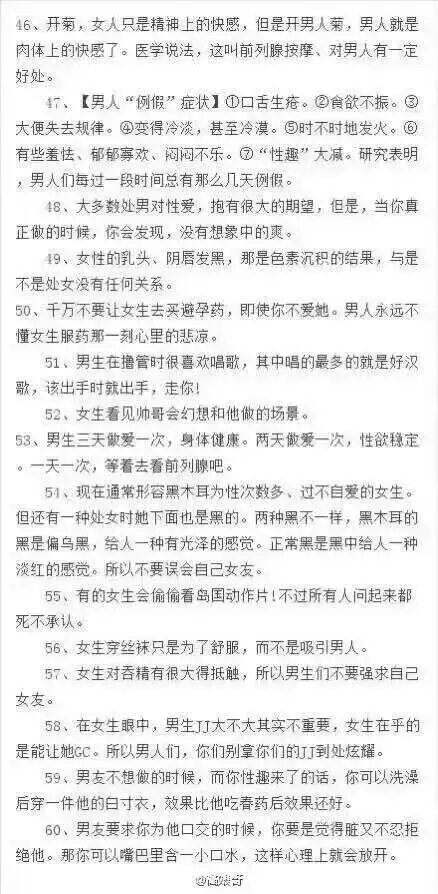 46、开菊，女人只是精神上的快感，但是开男人菊，男人就是
肉体上的快感了。医学说法，这叫前列腺按摩、对男人有一定
好处。
47、【男人“例假”症状】①口舌生疮。②食欲不振。③
大便失去规律。④变得冷淡，甚至冷漠。⑤时不时地发火。⑥
有些羞怯、郁郁寡欢、闷闷不乐。⑦“性趣”大减。研究表明
，男人们每过一段时间总有那么几天例假。
48、大多数处男对性爱，抱有很大的期望，但是，当你真
正做的时候，你会发现，没有想象中的爽。
49、女性的乳头、阴唇发黑，那是色素沉积的结果，与是
不是处女没有任何关系。
50、千万不要让女生去买避孕药，即使你不爱她。男人永远不
懂女生服药那一刻心里的悲凉。
51、男生在撸管时很喜欢唱歌，其中唱的最多的就是好汉
歌，该出手时就出手，走你!
52、女生看见帅哥会幻想和他做的场景。
53、男生三天做爱一次，身体健康。两天做爱一次，性欲稳定
。一天一次，等着去看前列腺吧。
54、现在通常形容黑木耳为性次数多、过不自爱的女生。
但还有一种处女时她下面也是黑的。两种黑不一样，黑木耳的
黑是偏乌黑，给人一种有光泽的感觉。正常黑是黑中给人一种
淡红的感觉。所以不要误会自己女友。
55、有的女生会偷偷看岛国动作片!不过所有人问起来都
死不承认。
56、女生穿丝袜只是为了舒服，而不是吸引男人。
57、女生对吞精有很大得抵触，所以男生们不要强求自己
女友。
58、在女生眼中，男生JJ大不大其实不重要，女生在乎的
是能让她GC。所以男人们，你们别拿你们的JJ到处炫耀。
59、男友不想做的时候，而你性趣来了的话，你可以洗澡
后穿一件他的白寸衣，效果比他吃春药后效果还好。
60、男友要求你为他口交的时候，你要是觉得脏又不忍拒
绝他。那你可以嘴巴里含一小口水，这样心理上就会放开。